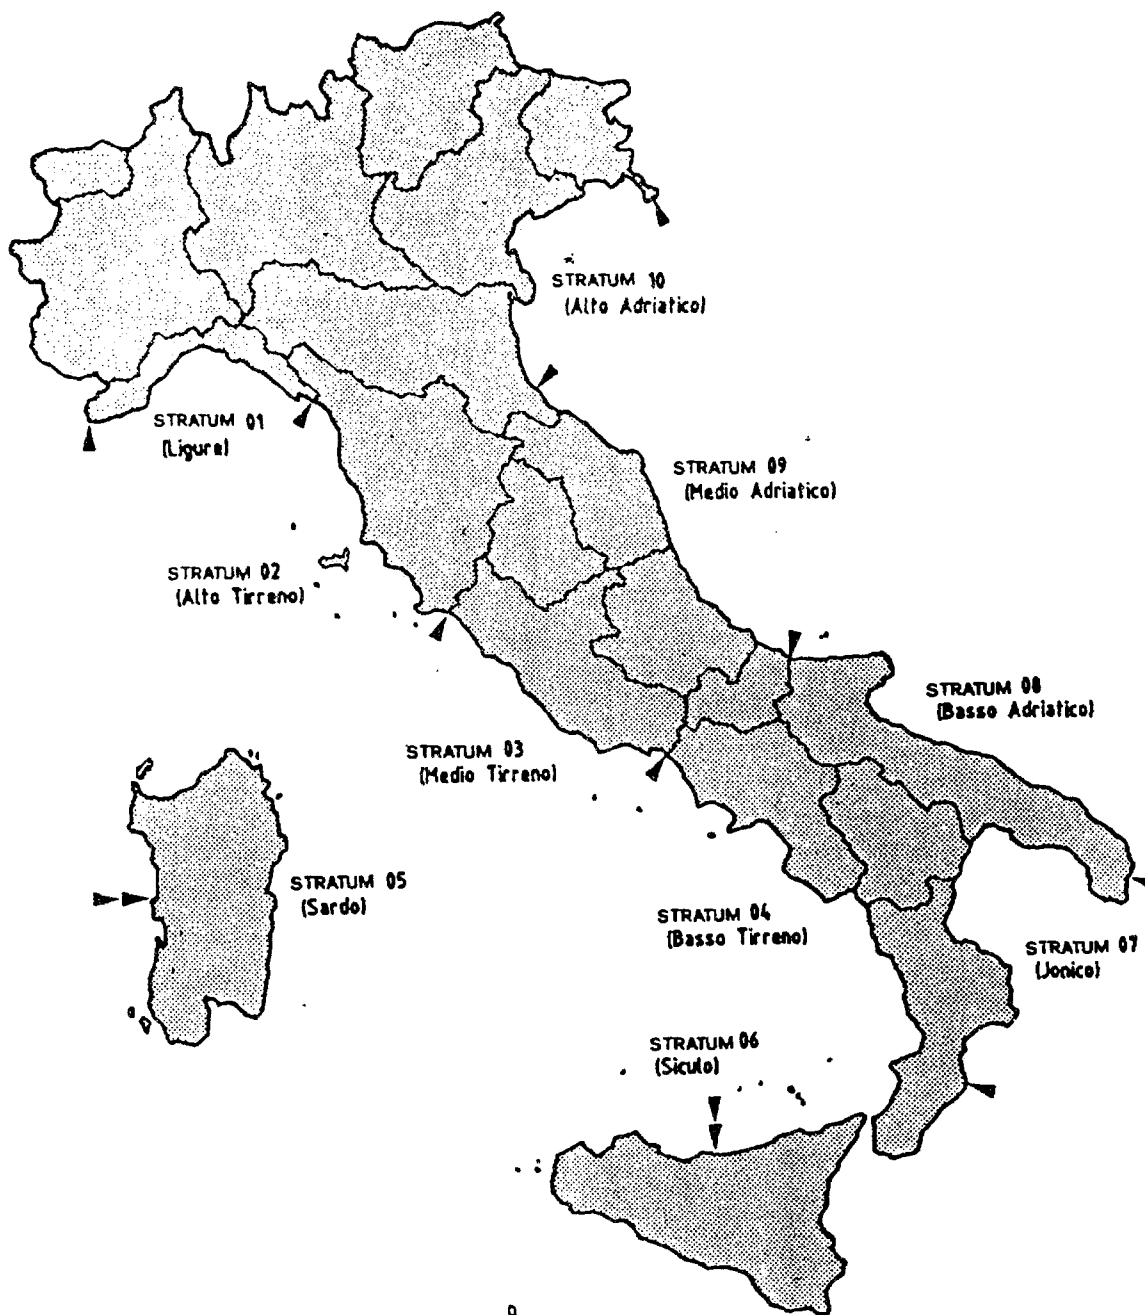 STRATUM 10
(Alto Adriatico)
STRATUM 01
(Ligure)
STRATUM 09
(Medio Adriatico)
STRATUM 02
(Alto Tirreno)
STRATUM 08
(Basso Adriatico)
STRATUM 03
(Medio Tirreno)
STRATUM 05
(Sardo)
STRATUM 04
(Basso Tirreno)
STRATUM 07
(Jonico)
STRATUM 06
(Siculo)